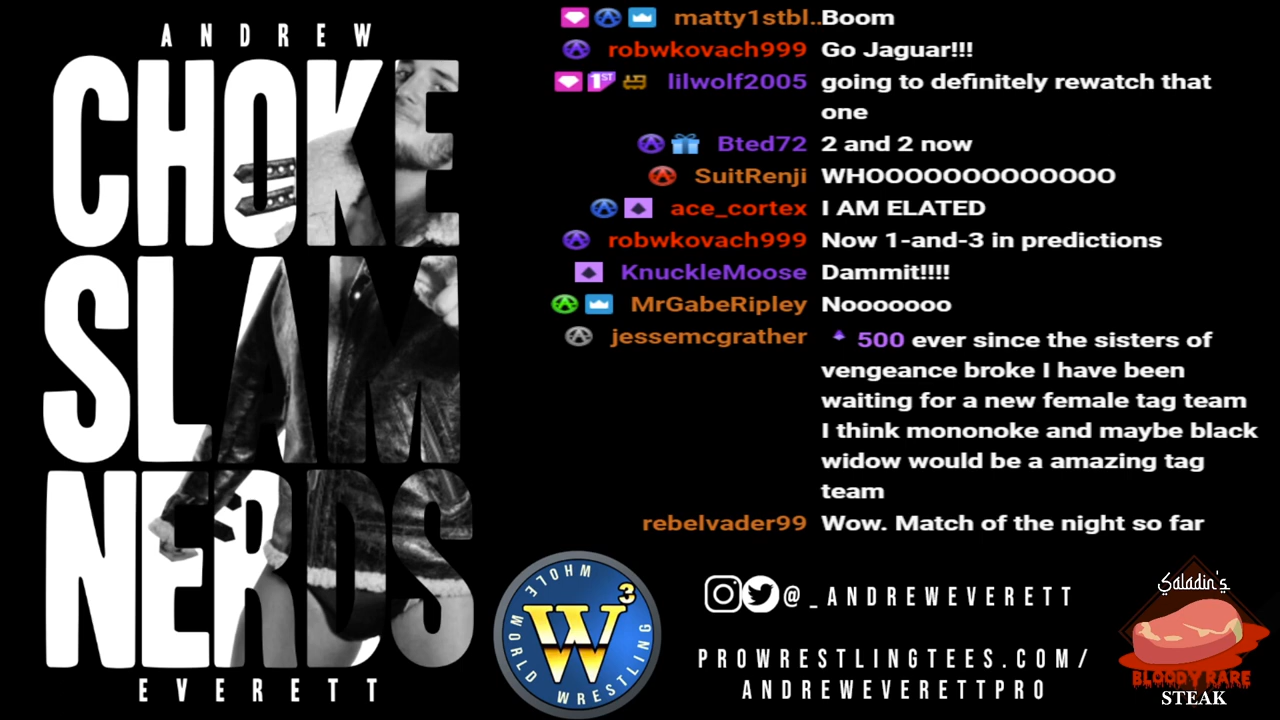 ANDREW
CHOKE
SLAM
NERDS
EVERETT
matty1stbl.. Boom
robwkovach999 Go Jaguar!!!
1ST lilwolf2005 going to definitely rewatch that
one
Bted72 2 and 2 now
SuitRenji WHOOOOOOOOOOOOO
ace_cortex I AM ELATED
robwkovach999 Now 1-and-3 in predictions
KnuckleMoose Dammit!!!!
MrGabeRipley Nooooooo
jessemcgrather 500 ever since the sisters of
vengeance broke I have been
waiting for a new female tag team
I think mononoke and maybe black
widow would be a amazing tag
team
rebelvader99 Wow. Match of the night so far
WHOLE
W3
WORLD WRESTLING
@_ANDREWEVERETT
PROWRESTLINGTEES.COM/
ANDREWEVERETTPRO
Saladin's
BLOODY RARE
STEAK